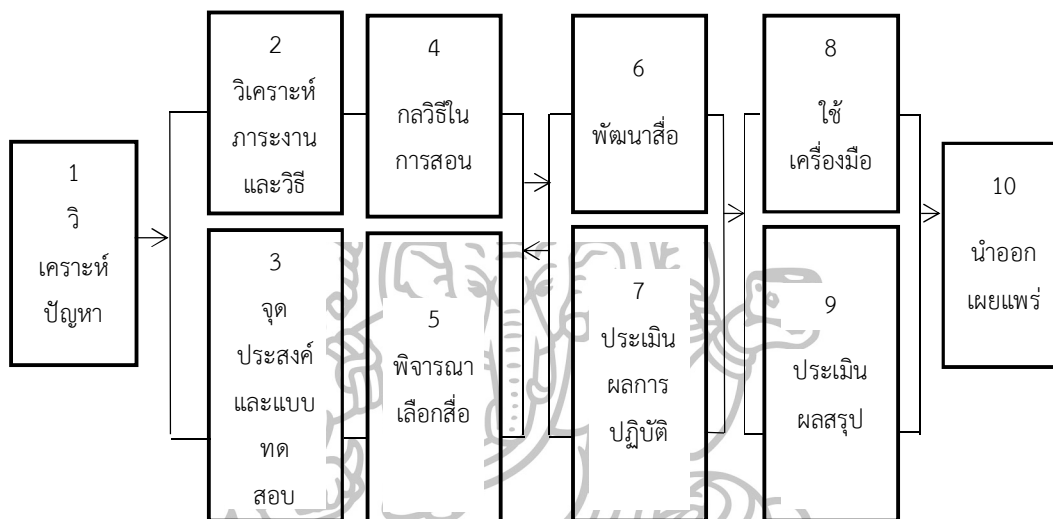 1
วิ
เคราะห์
ปัญหา
2
วิเคราะห์
ภาระงาน
และวิธี
3
จุด
ประสงค์
และแบบ
ทด
สอบ
4
กลวิธีใน
การสอน
5
พิจารณา
เลือกสื่อ
6
พัฒนาสื่อ
7
ประเมิน
ผลการ
ปฏิบัติ
8
ใช้
เครื่องมือ
9
ประเมิน
ผลสรุป
10
นำออก
เผยแพร่